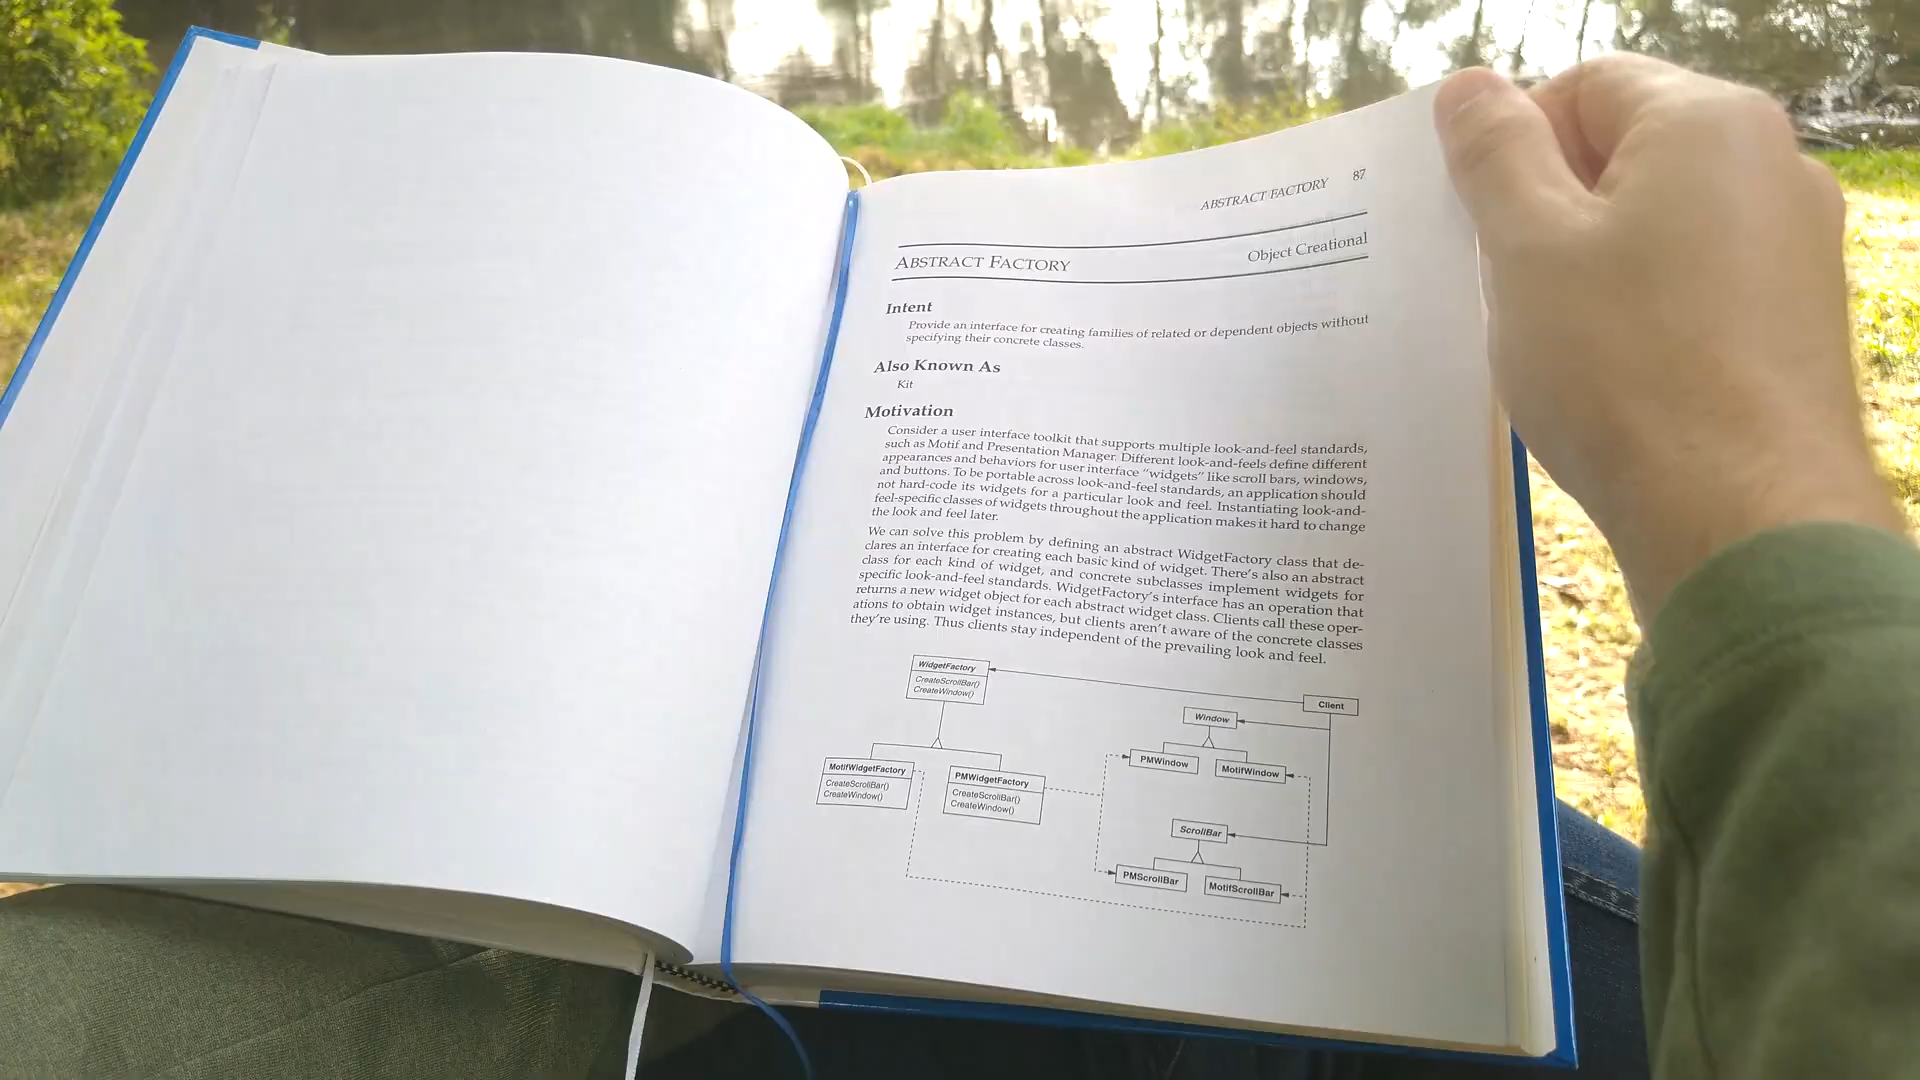 ABSTRACT FACTORY 87
ABSTRACT FACTORY Object Creational
Intent
Provide an interface for creating families of related or dependent objects without
specifying their concrete classes.
Also Known As
Kit
Motivation
Consider a user interface toolkit that supports multiple look-and-feel standards,
such as Motif and Presentation Manager. Different look-and-feels define different
appearances and behaviors for user interface “widgets” like scroll bars, windows,
and buttons. To be portable across look-and-feel standards, an application should
not hard-code its widgets for a particular look and feel. Instantiating look-and-
feel-specific classes of widgets throughout the application makes it hard to change
the look and feel later.
We can solve this problem by defining an abstract WidgetFactory class that de-
clares an interface for creating each basic kind of widget. There’s also an abstract
class for each kind of widget, and concrete subclasses implement widgets for
specific look-and-feel standards. WidgetFactory’s interface has an operation that
returns a new widget object for each abstract widget class. Clients call these oper-
ations to obtain widget instances, but clients aren’t aware of the concrete classes
they’re using. Thus clients stay independent of the prevailing look and feel.
WidgetFactory
CreateScrollBar()
CreateWindow()
Client
Window
PMWindow
MotifWindow
MotifWidgetFactory
CreateScrollBar()
CreateWindow()
PMWidgetFactory
CreateScrollBar()
CreateWindow()
ScrollBar
PMScrollBar
MotifScrollBar